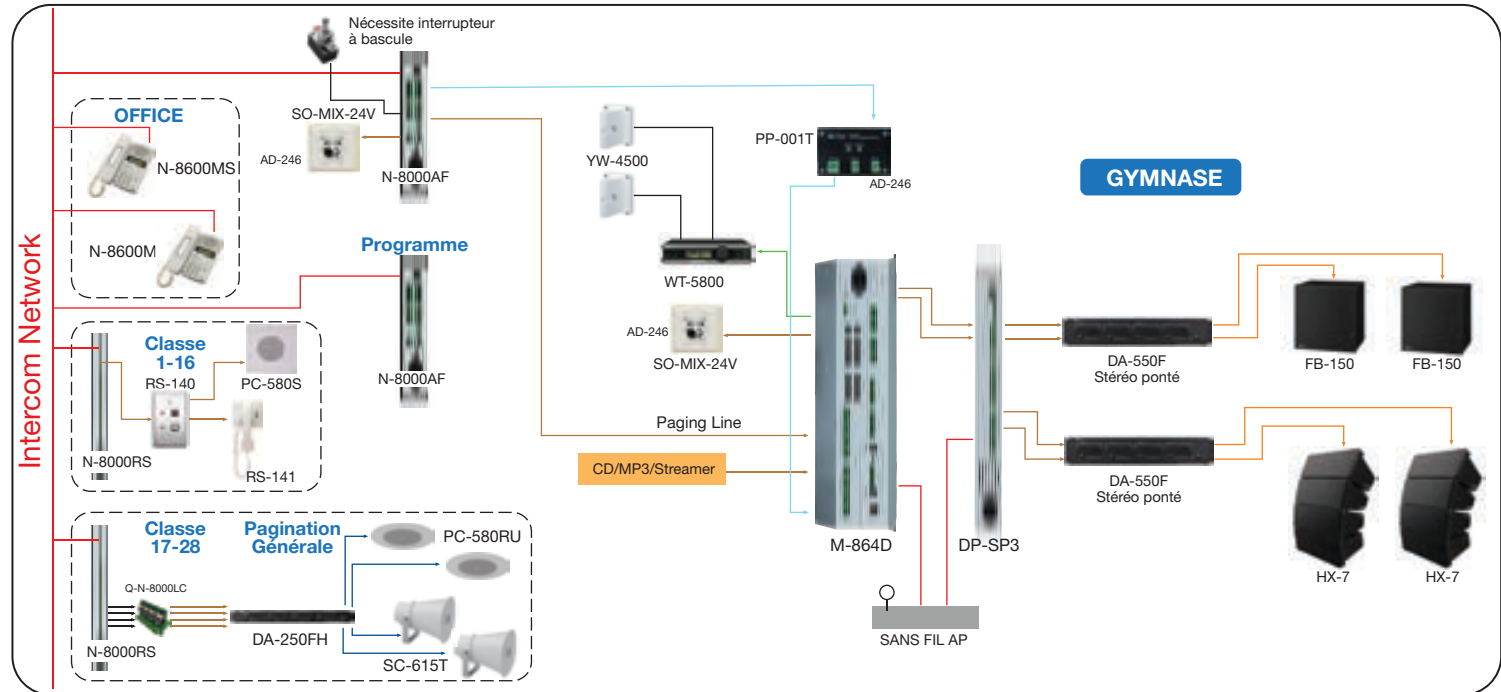 Intercom Network
Nécessite interrupteur
à bascule
SO-MIX-24V
AD-246
N-8000AF
OFFICE
N-8600MS
N-8600M
Programme
N-8000AF
Classe
1-16
RS-140
PC-580S
N-8000RS
RS-141
Classe
17-28
Pagination
Générale
PC-580RU
Q-N-8000LC
N-8000RS
DA-250FH
SC-615T
YW-4500
WT-5800
AD-246
SO-MIX-24V
PP-001T
AD-246
Paging Line
CD/MP3/Streamer
M-864D
DP-SP3
SANS FIL AP
GYMNASE
DA-550F
Stéréo ponté
FB-150
FB-150
DA-550F
Stéréo ponté
HX-7
HX-7